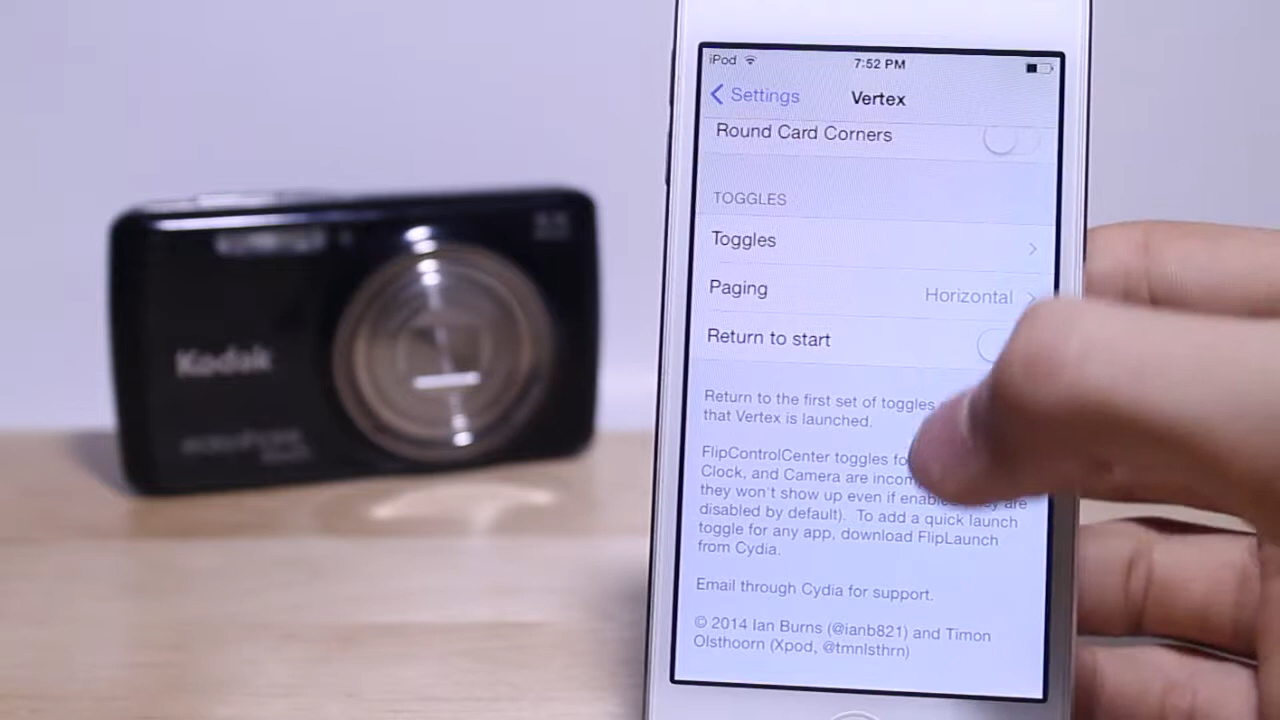 iPod 7:52 PM
Settings Vertex
Round Card Corners
TOGGLES
Toggles
Paging Horizontal
Return to start
Return to the first set of toggles
that Vertex is launched.
FlipControlCenter toggles
Clock, and Camera are
they won't show up even if are
disabled by default). To add a quick launch
toggle for any app, download FlipLaunch
from Cydia.
Email through Cydia for support.
© 2014 Ian Burns (@ianb821) and Timon
Olsthoorn (Xpod, @tmnlsthrn)
Kodak